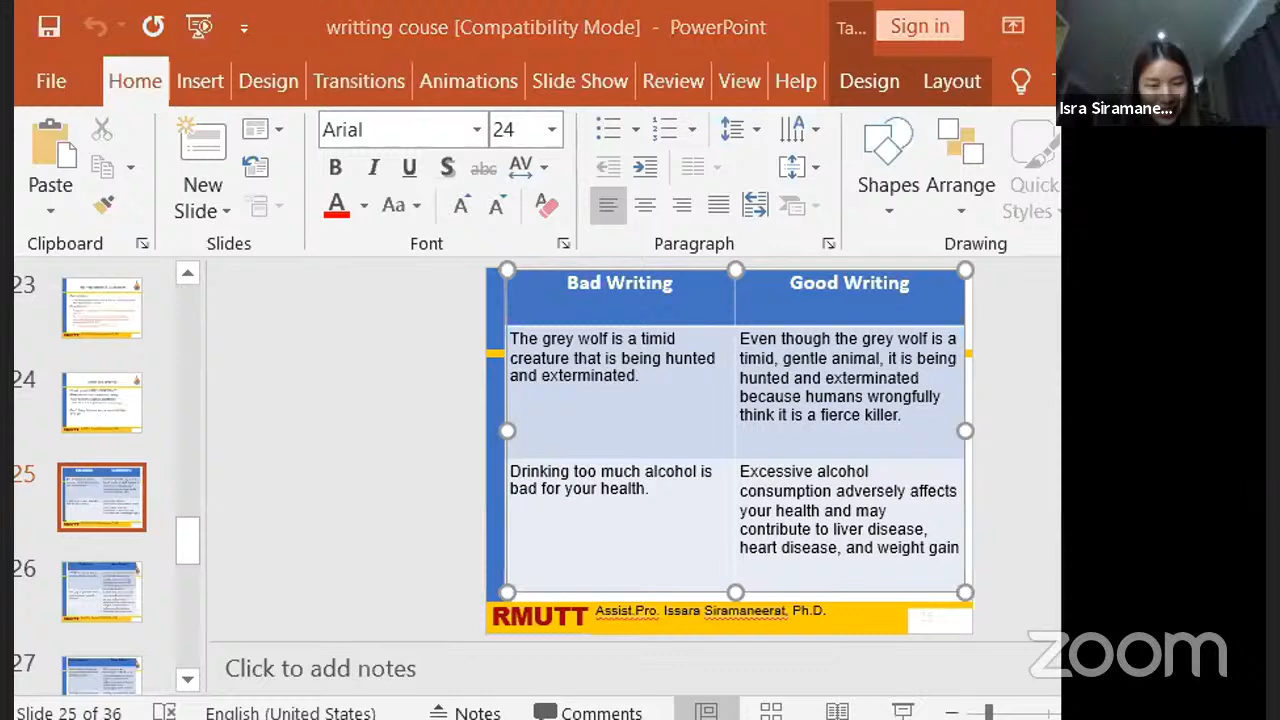 writting couse [Compatibility Mode] - PowerPoint
Ta...
Sign in
File
Home
Insert
Design
Transitions
Animations
Slide Show
Review
View
Help
Design
Layout
Isra Siramane...
Arial
24
Paste
New
Slide
Shapes
Arrange
Quick
Styles
Clipboard
Slides
Font
Paragraph
Drawing
23
24
25
26
27
Bad Writing
Good Writing
The grey wolf is a timid
creature that is being hunted
and exterminated.
Even though the grey wolf is a
timid, gentle animal, it is being
hunted and exterminated
because humans wrongfully
think it is a fierce killer.
Drinking too much alcohol is
bad for your health.
Excessive alcohol
consumption adversely affects
your health and may
contribute to liver disease,
heart disease, and weight gain
RMUTT
Assist.Pro. Issara Siramaneerat, Ph.D.
Click to add notes
zoom
Slide 25 of 36
English (United States)
Notes
Comments